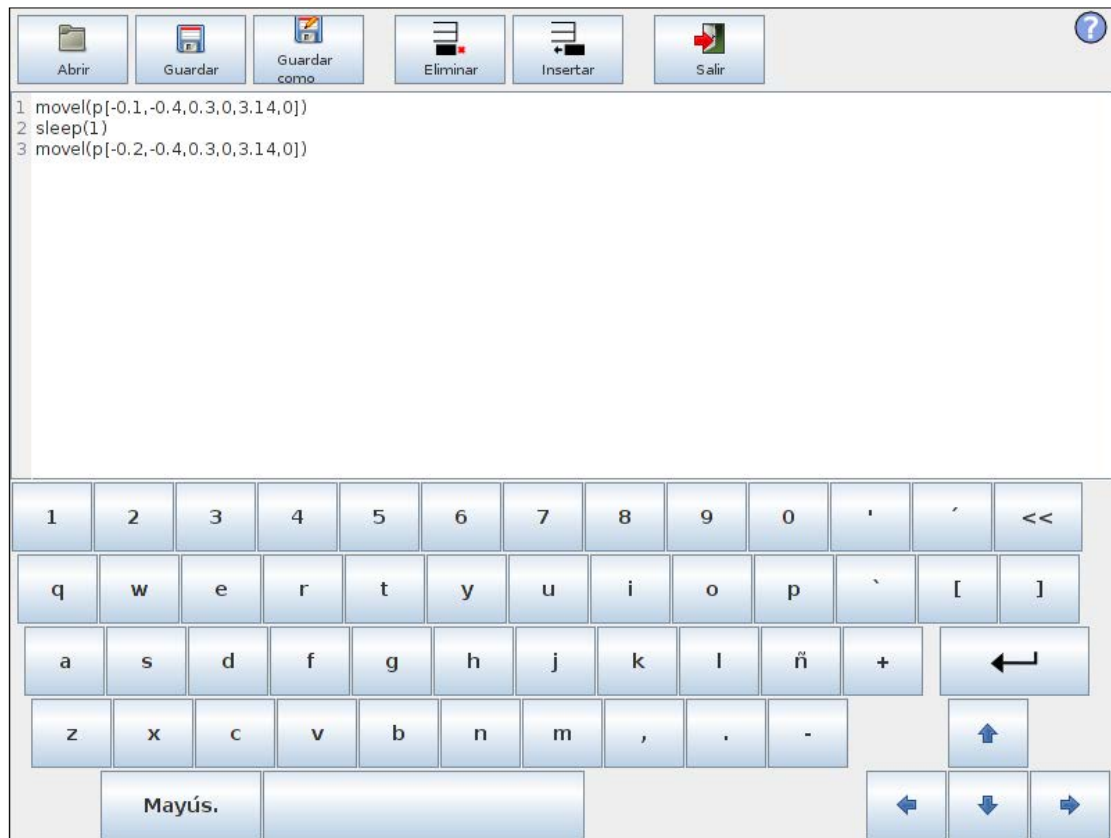 Abrir
Guardar
Guardar
como
Eliminar
Insertar
Salir
?
1 movel(p[-0.1,-0.4,0.3,0,3.14,0])
2 sleep(1)
3 movel(p[-0.2,-0.4,0.3,0,3.14,0])
1 2 3 4 5 6 7 8 9 0 ' ´ <<
q w e r t y u i o p ` [ ]
a s d f g h j k l ñ +
z x c v b n m , . -
Mayús.